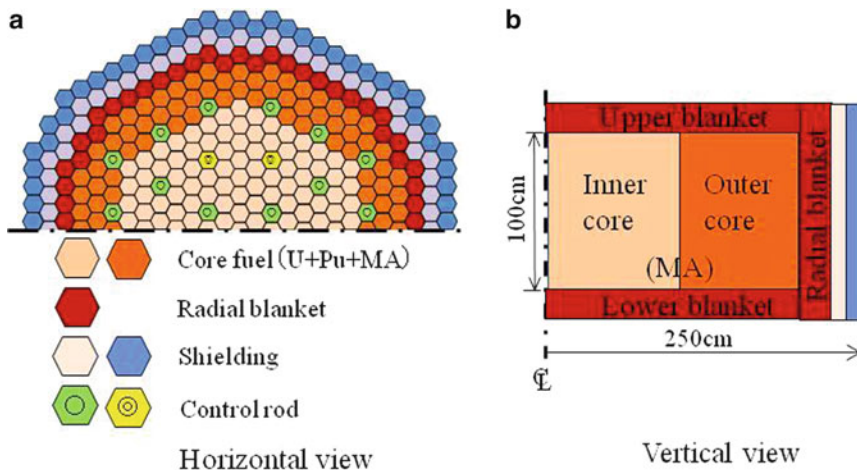 a
Core fuel (U+Pu+MA)
Radial blanket
Shielding
Control rod
Horizontal view
b
Upper blanket
Inner
core
Outer
core
(MA)
Radial blanket
Lower blanket
100cm
250cm
℄
Vertical view